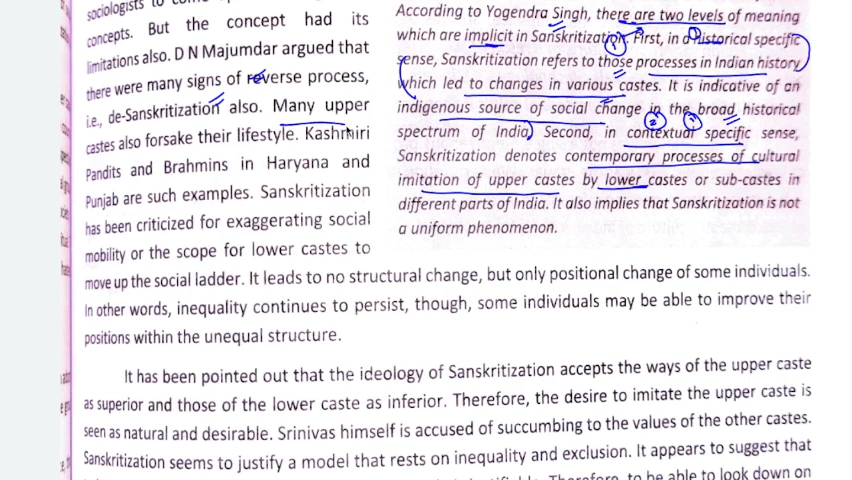 sociologists to
concepts. But the concept had its
limitations also. D N Majumdar argued that
there were many signs of reverse process,
i.e., de-Sanskritization also. Many upper
castes also forsake their lifestyle. Kashmiri
Pandits and Brahmins in Haryana and
Punjab are such examples. Sanskritization
has been criticized for exaggerating social
mobility or the scope for lower castes to
According to Yogendra Singh, there are two levels of meaning
which are implicit in Sanskritization. First, in a historical specific
sense, Sanskritization refers to those processes in Indian history
which led to changes in various castes. It is indicative of an
indigenous source of social change in the broad historical
spectrum of India. Second, in contextual specific sense,
Sanskritization denotes contemporary processes of cultural
imitation of upper castes by lower castes or sub-castes in
different parts of India. It also implies that Sanskritization is not
a uniform phenomenon.
move up the social ladder. It leads to no structural change, but only positional change of some individuals.
In other words, inequality continues to persist, though, some individuals may be able to improve their
positions within the unequal structure.
It has been pointed out that the ideology of Sanskritization accepts the ways of the upper caste
as superior and those of the lower caste as inferior. Therefore, the desire to imitate the upper caste is
seen as natural and desirable. Srinivas himself is accused of succumbing to the values of the other castes.
Sanskritization seems to justify a model that rests on inequality and exclusion. It appears to suggest that
Therefore, to be able to look down on